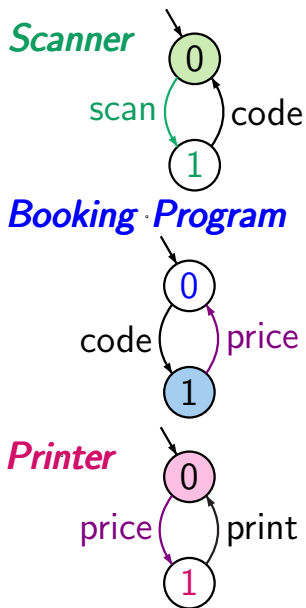 Scanner
0
scan
code
1
Booking Program
0
code
price
1
Printer
0
price
print
1